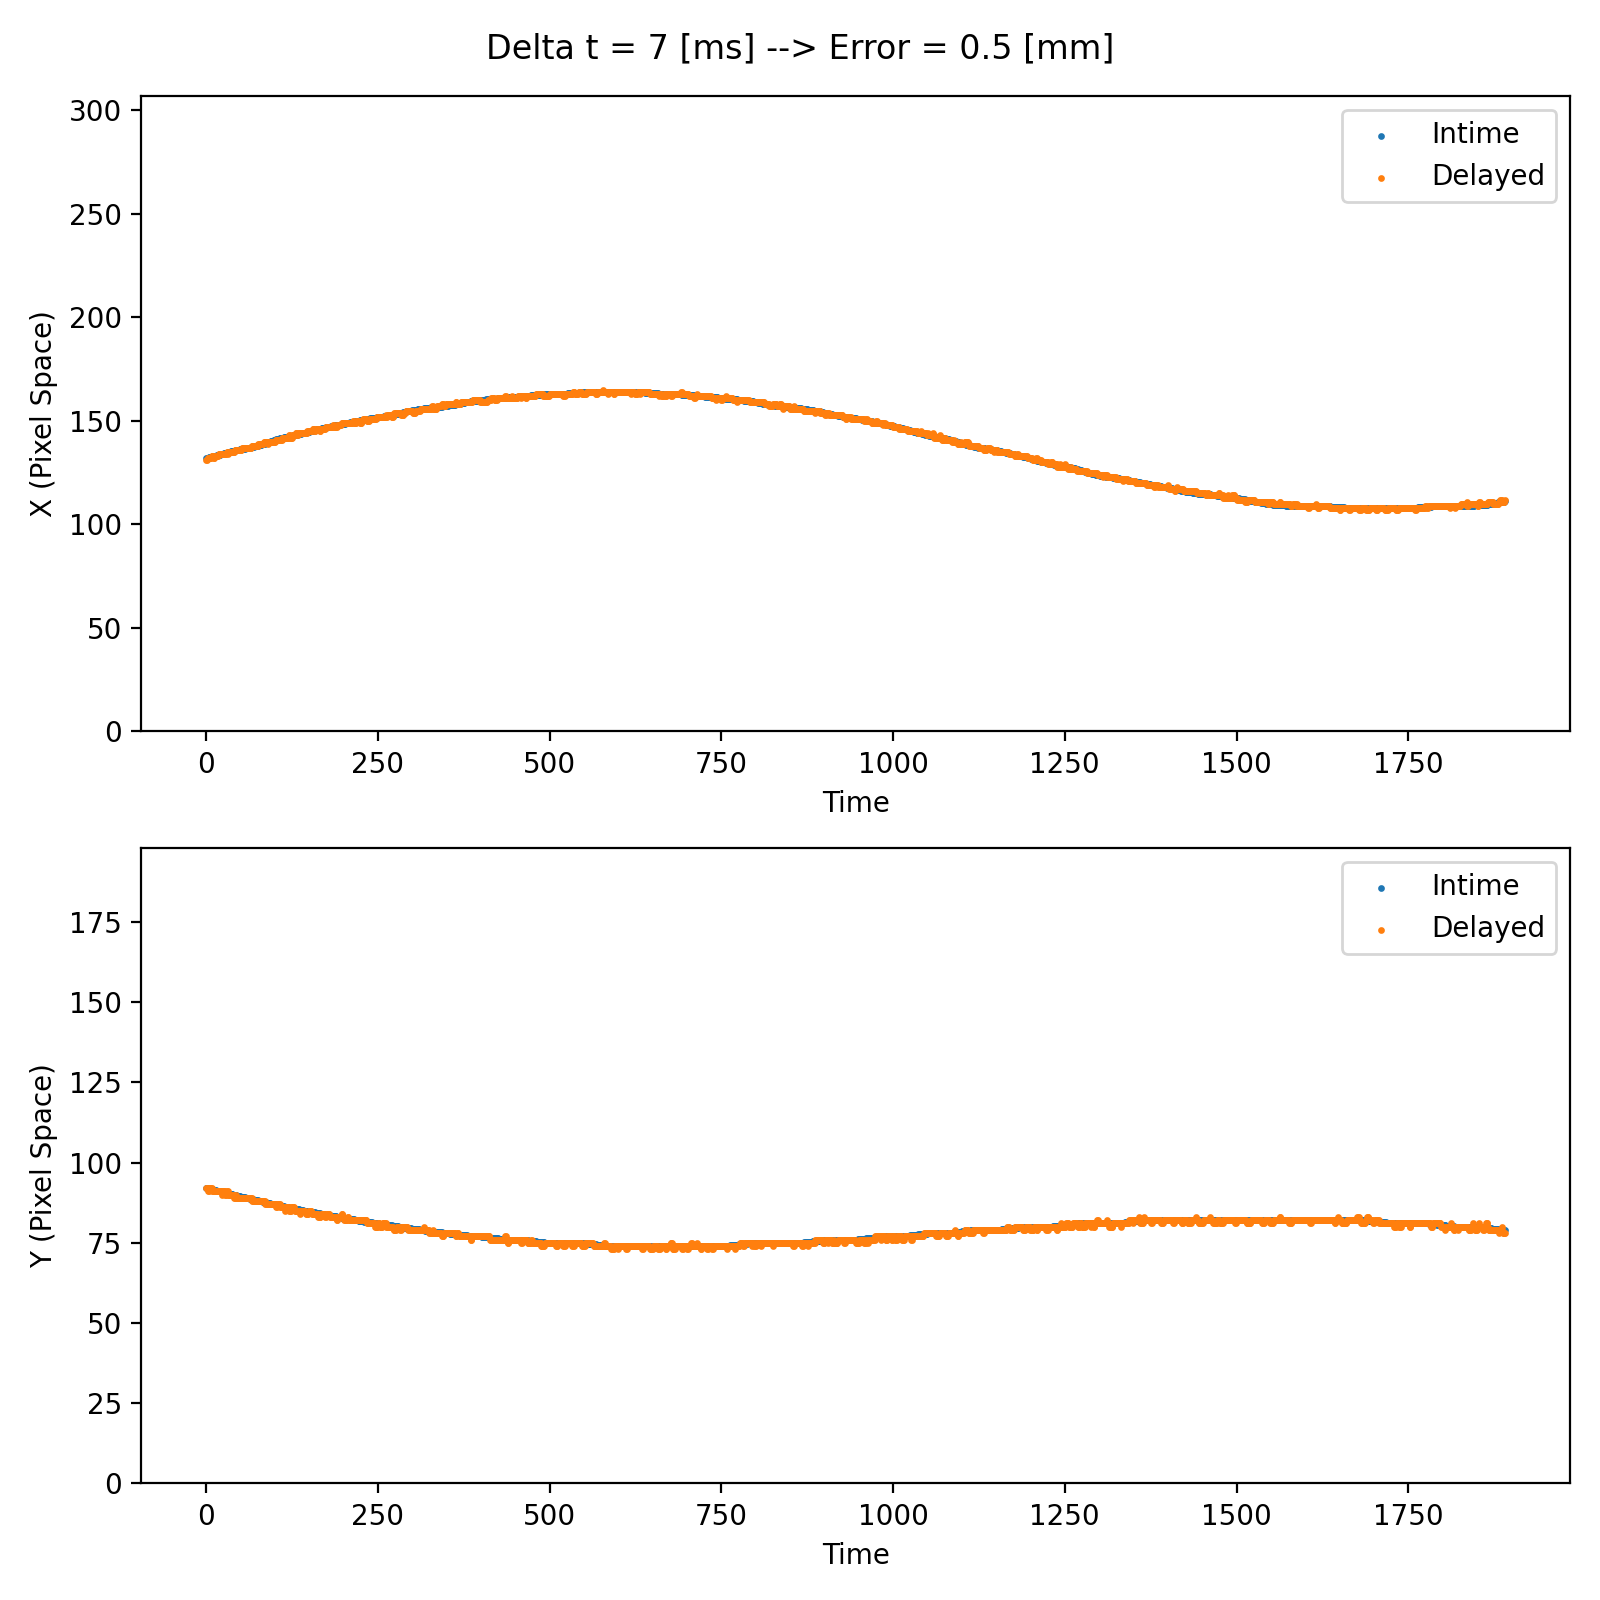 Delta t = 7 [ms] --> Error = 0.5 [mm]
300
250
200
150
100
50
0
X (Pixel Space)
Intime
Delayed
0 250 500 750 1000 1250 1500 1750
Time
175
150
125
100
75
50
25
0
Y (Pixel Space)
Intime
Delayed
0 250 500 750 1000 1250 1500 1750
Time